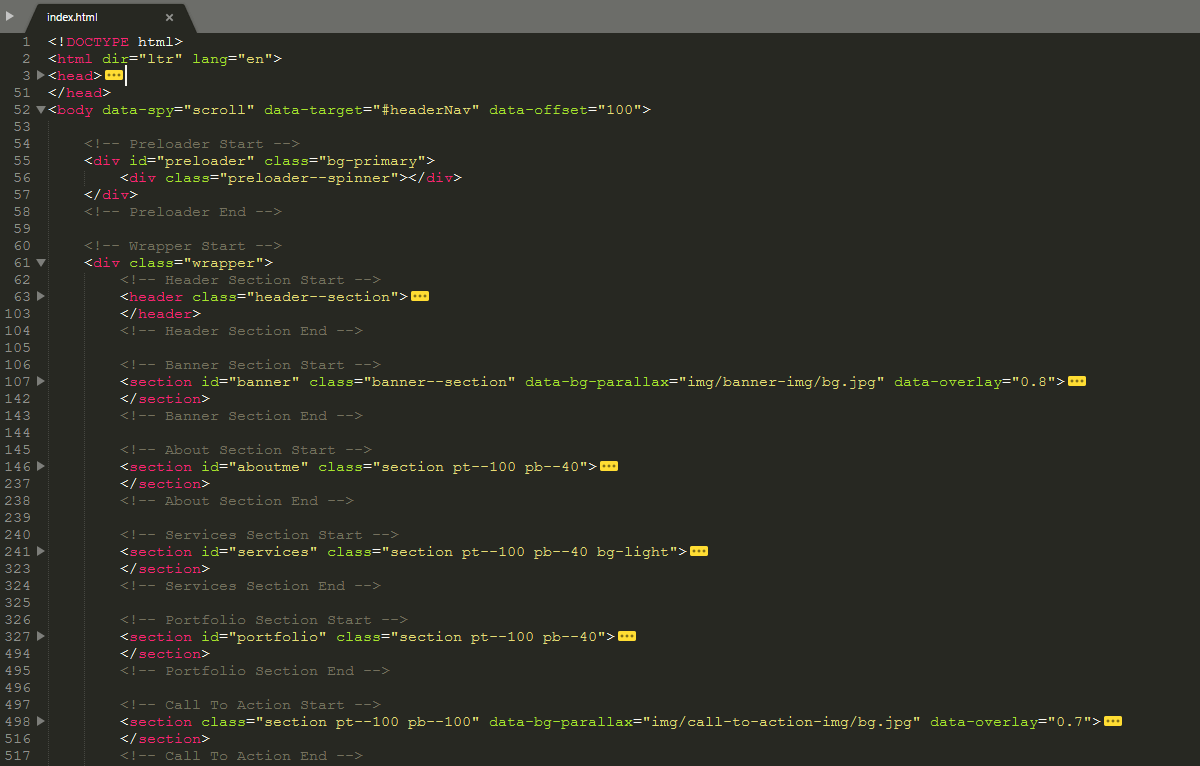 index.html ×
1 <!DOCTYPE html>
2 <html dir="ltr" lang="en">
3 <head>
51 </head>
52 <body data-spy="scroll" data-target="#headerNav" data-offset="100">
53
54 <!-- Preloader Start -->
55 <div id="preloader" class="bg-primary">
56 <div class="preloader--spinner"></div>
57 </div>
58 <!-- Preloader End -->
59
60 <!-- Wrapper Start -->
61 <div class="wrapper">
62 <!-- Header Section Start -->
63 <header class="header--section">
103 </header>
104 <!-- Header Section End -->
105
106 <!-- Banner Section Start -->
107 <section id="banner" class="banner--section" data-bg-parallax="img/banner-img/bg.jpg" data-overlay="0.8">
142 </section>
143 <!-- Banner Section End -->
144
145 <!-- About Section Start -->
146 <section id="aboutme" class="section pt--100 pb--40">
237 </section>
238 <!-- About Section End -->
239
240 <!-- Services Section Start -->
241 <section id="services" class="section pt--100 pb--40 bg-light">
323 </section>
324 <!-- Services Section End -->
325
326 <!-- Portfolio Section Start -->
327 <section id="portfolio" class="section pt--100 pb--40">
494 </section>
495 <!-- Portfolio Section End -->
496
497 <!-- Call To Action Start -->
498 <section class="section pt--100 pb--100" data-bg-parallax="img/call-to-action-img/bg.jpg" data-overlay="0.7">
516 </section>
517 <!-- Call To Action End -->